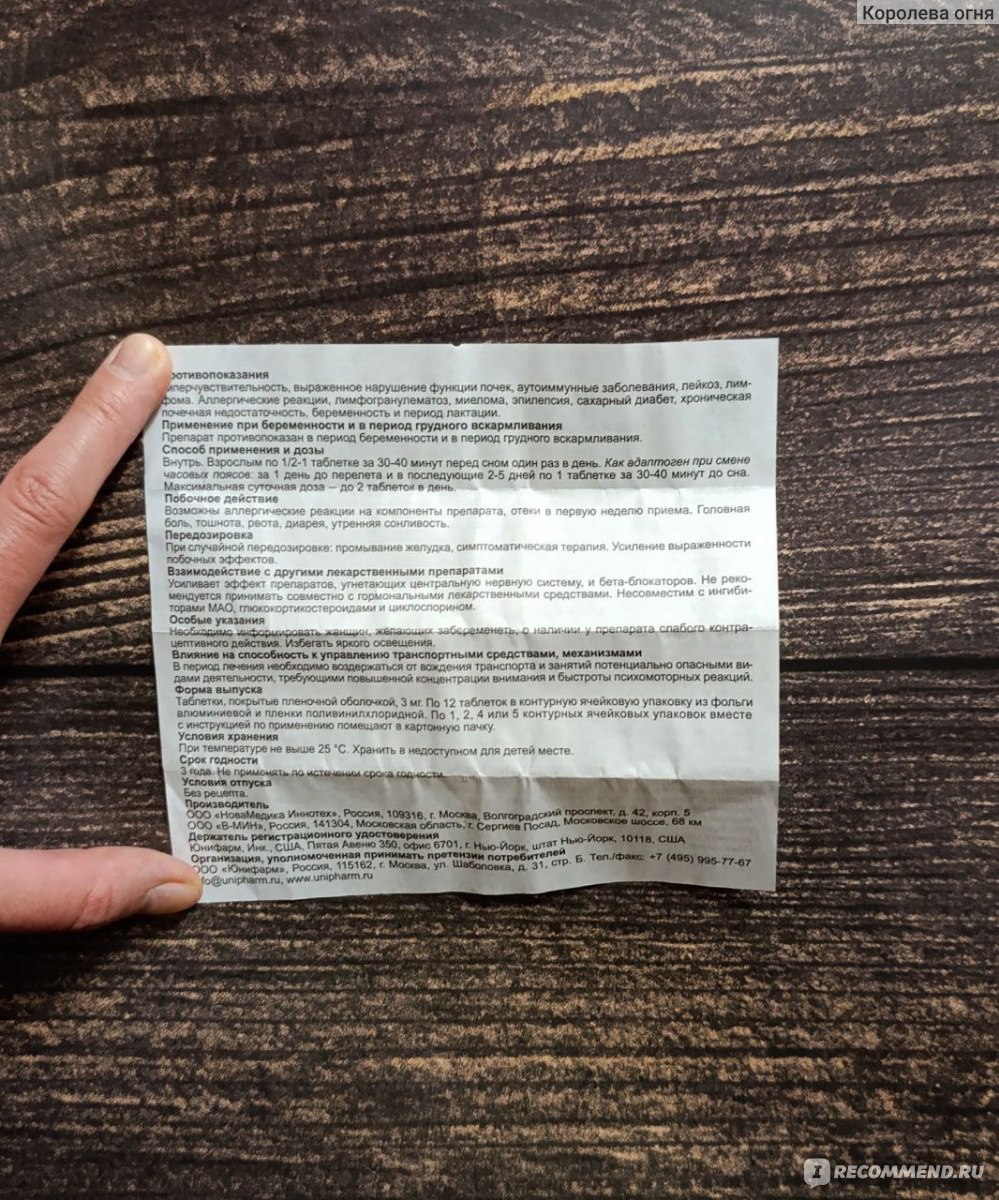 Королева огня
ротивопоказания
иперчувствительность, выраженное нарушение функции почек, аутоиммунные заболевания, лейкоз, лим-
фома. Аллергические реакции, лимфогранулематоз, миелома, эпилепсия, сахарный диабет, хроническая
почечная недостаточность, беременность и период лактации.
Применение при беременности и в период грудного вскармливания
Препарат противопоказан в период беременности и в период грудного вскармливания.
Способ применения и дозы
Внутрь. Взрослым по 1/2-1 таблетке за 30-40 минут перед сном один раз в день. Как адаптоген при смене
часовых поясов: за 1 день до перелета и в последующие 2-5 дней по 1 таблетке за 30-40 минут до сна.
Максимальная суточная доза – до 2 таблеток в день.
Побочное действие
Возможны аллергические реакции на компоненты препарата, отеки в первую неделю приема. Головная
боль, тошнота, рвота, диарея, утренняя сонливость.
Передозировка
При случайной передозировке: промывание желудка, симптоматическая терапия. Усиление выраженности
побочных эффектов.
Взаимодействие с другими лекарственными препаратами
Усиливает эффект препаратов, угнетающих центральную нервную систему, и бета-блокаторов. Не реко-
мендуется принимать совместно с гормональными лекарственными средствами. Несовместим с ингиби-
торами МАО, глюкокортикостероидами и циклоспорином.
Особые указания
Необходимо информировать женщин, желающих забеременеть, о наличии у препарата слабого контра-
цептивного действия. Избегать яркого освещения.
Влияние на способность к управлению транспортными средствами, механизмами
В период лечения необходимо воздержаться от вождения транспорта и занятий потенциально опасными ви-
дами деятельности, требующими повышенной концентрации внимания и быстроты психомоторных реакций.
Форма выпуска
Таблетки, покрытые пленочной оболочкой, 3 мг. По 12 таблеток в контурную ячейковую упаковку из фольги
алюминиевой и пленки поливинилхлоридной. По 1, 2, 4 или 5 контурных ячейковых упаковок вместе
с инструкцией по применению помещают в картонную пачку.
Условия хранения
При температуре не выше 25 °С. Хранить в недоступном для детей месте.
Срок годности
3 года. Не применять по истечении срока годности.
Условия отпуска
Без рецепта.
Производитель
ООО «НоваМедика Иннотех», Россия, 109316, г. Москва, Волгоградский проспект, д. 42, корп. 5
ООО «В-МИН», Россия, 141304, Московская область, г. Сергиев Посад, Московское шоссе, 68 км
Держатель регистрационного удостоверения
Юнифарм, Инк., США, Пятая Авеню 350, офис 6701, г. Нью-Йорк, штат Нью-Йорк, 10118, США
Организация, уполномоченная принимать претензии потребителей
ООО «Юнифарм», Россия, 115162, г. Москва, ул. Шаболовка, д. 31, стр. Б. Тел./факс: +7 (495) 995-77-67
nfo@unipharm.ru, www.unipharm.ru
I RECOMMEND.RU